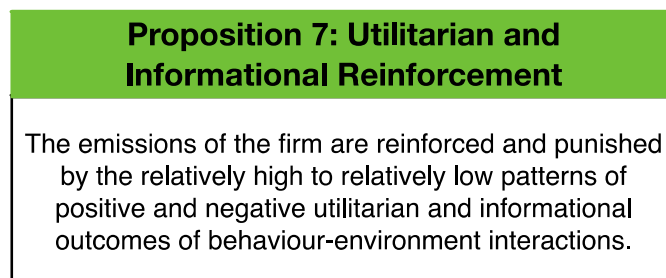 Proposition 7: Utilitarian and
Informational Reinforcement
The emissions of the firm are reinforced and punished
by the relatively high to relatively low patterns of
positive and negative utilitarian and informational
outcomes of behaviour-environment interactions.